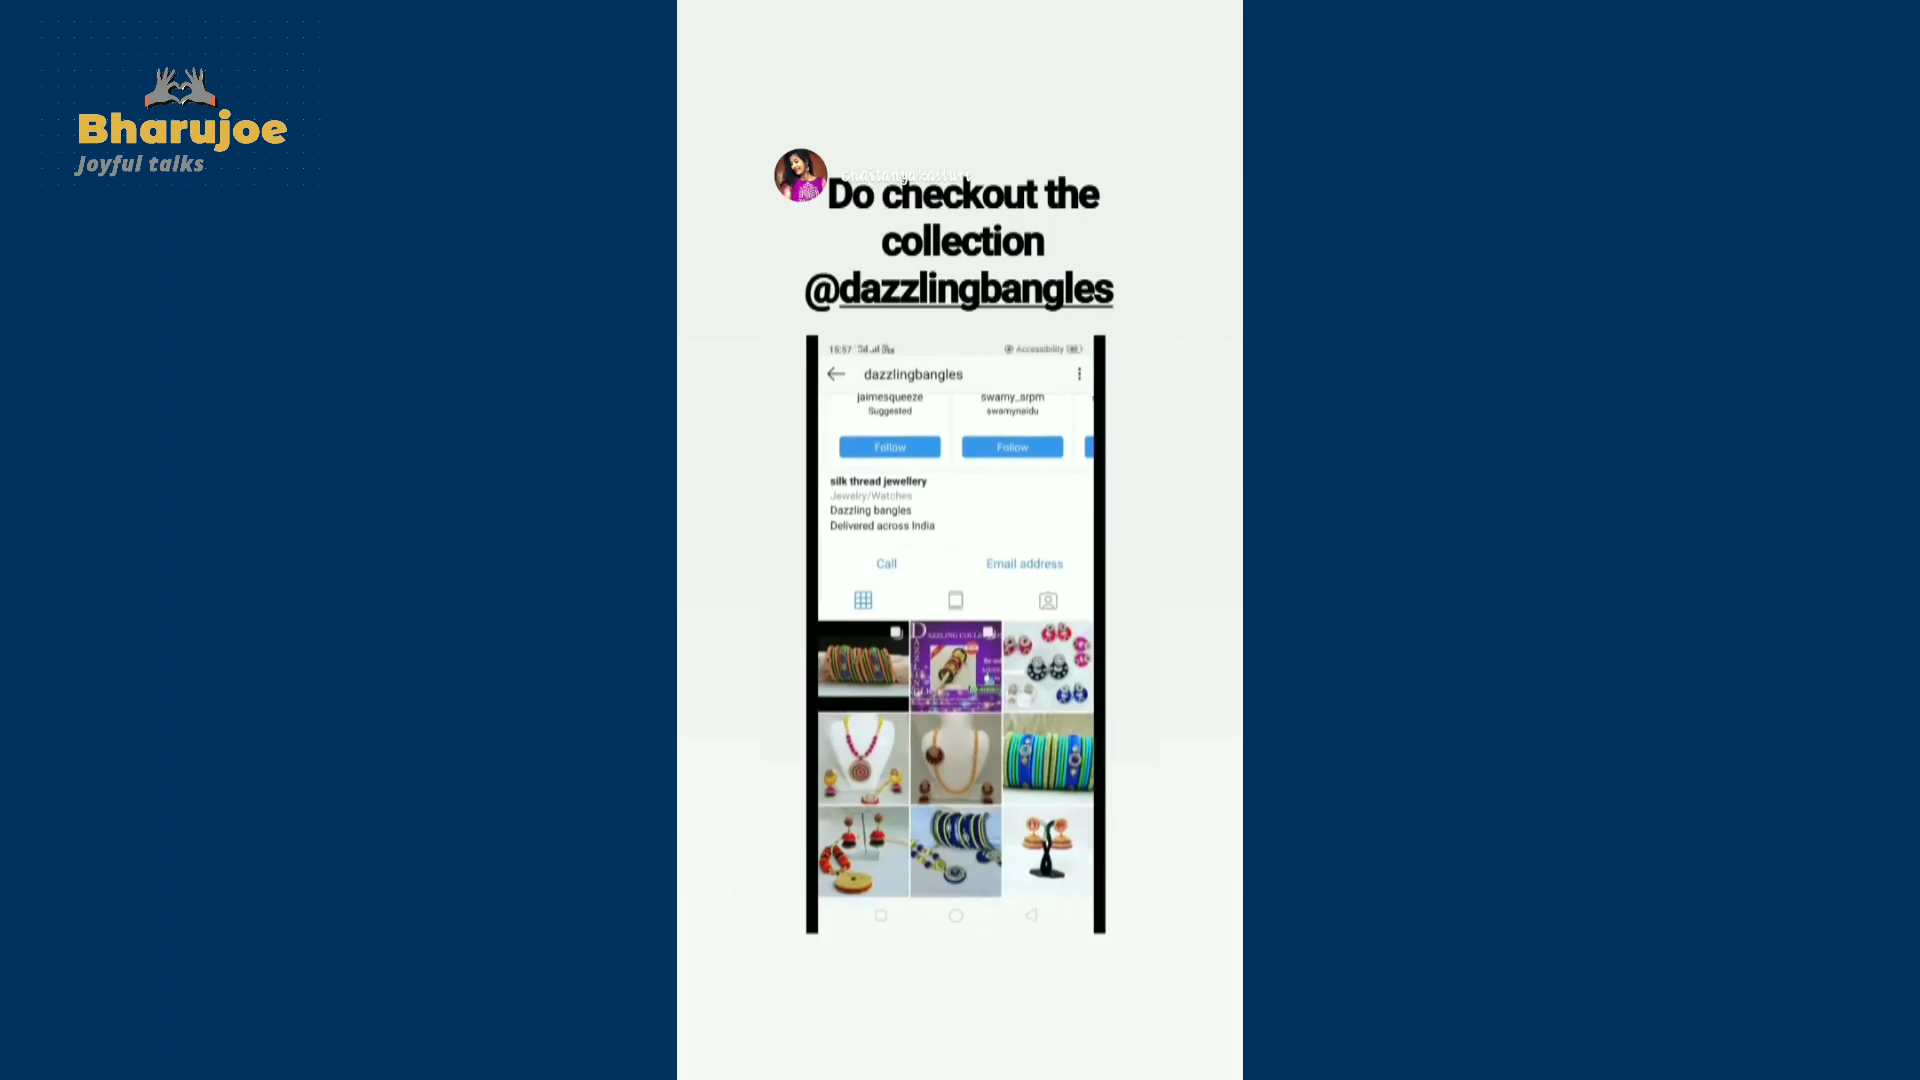 Bharujoe
Joyful talks
chaitanyakalluri
Do checkout the
collection
@dazzlingbangles
15:57
Accessibility
dazzlingbangles
jaimesqueeze
swamy_srpm
Suggested
swamynaidu
Follow
Follow
silk thread jewellery
Jewelry/Watches
Dazzling bangles
Delivered across India
Call
Email address